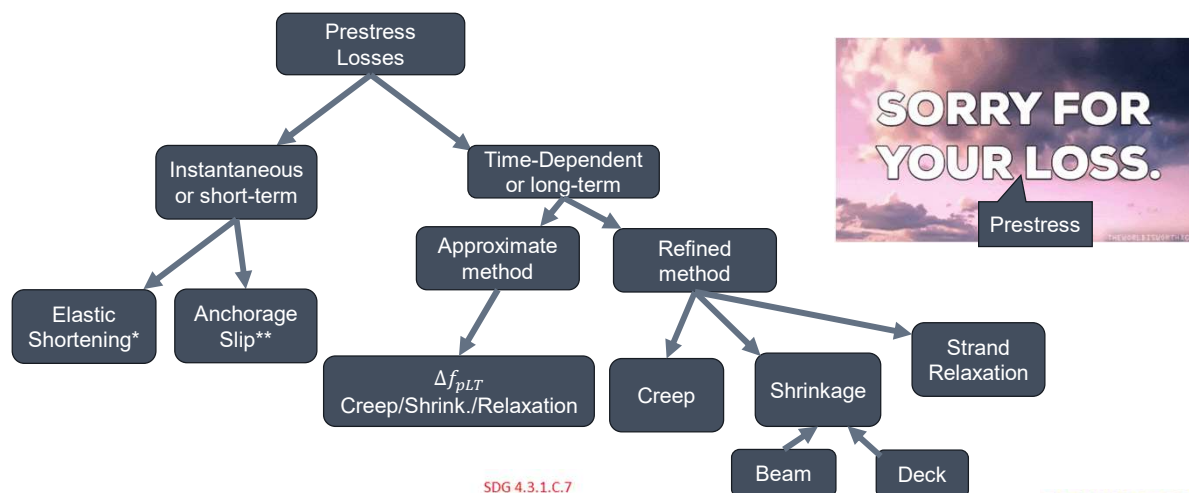 Prestress
Losses
SORRY FOR
YOUR LOSS.
Prestress
Instantaneous
or short-term
Time-Dependent
or long-term
Approximate
method
Refined
method
Elastic
Shortening*
Anchorage
Slip**
Δf_pLT
Creep/Shrink./Relaxation
Creep
Shrinkage
Strand
Relaxation
Beam
Deck
SDG 4.3.1.C.7